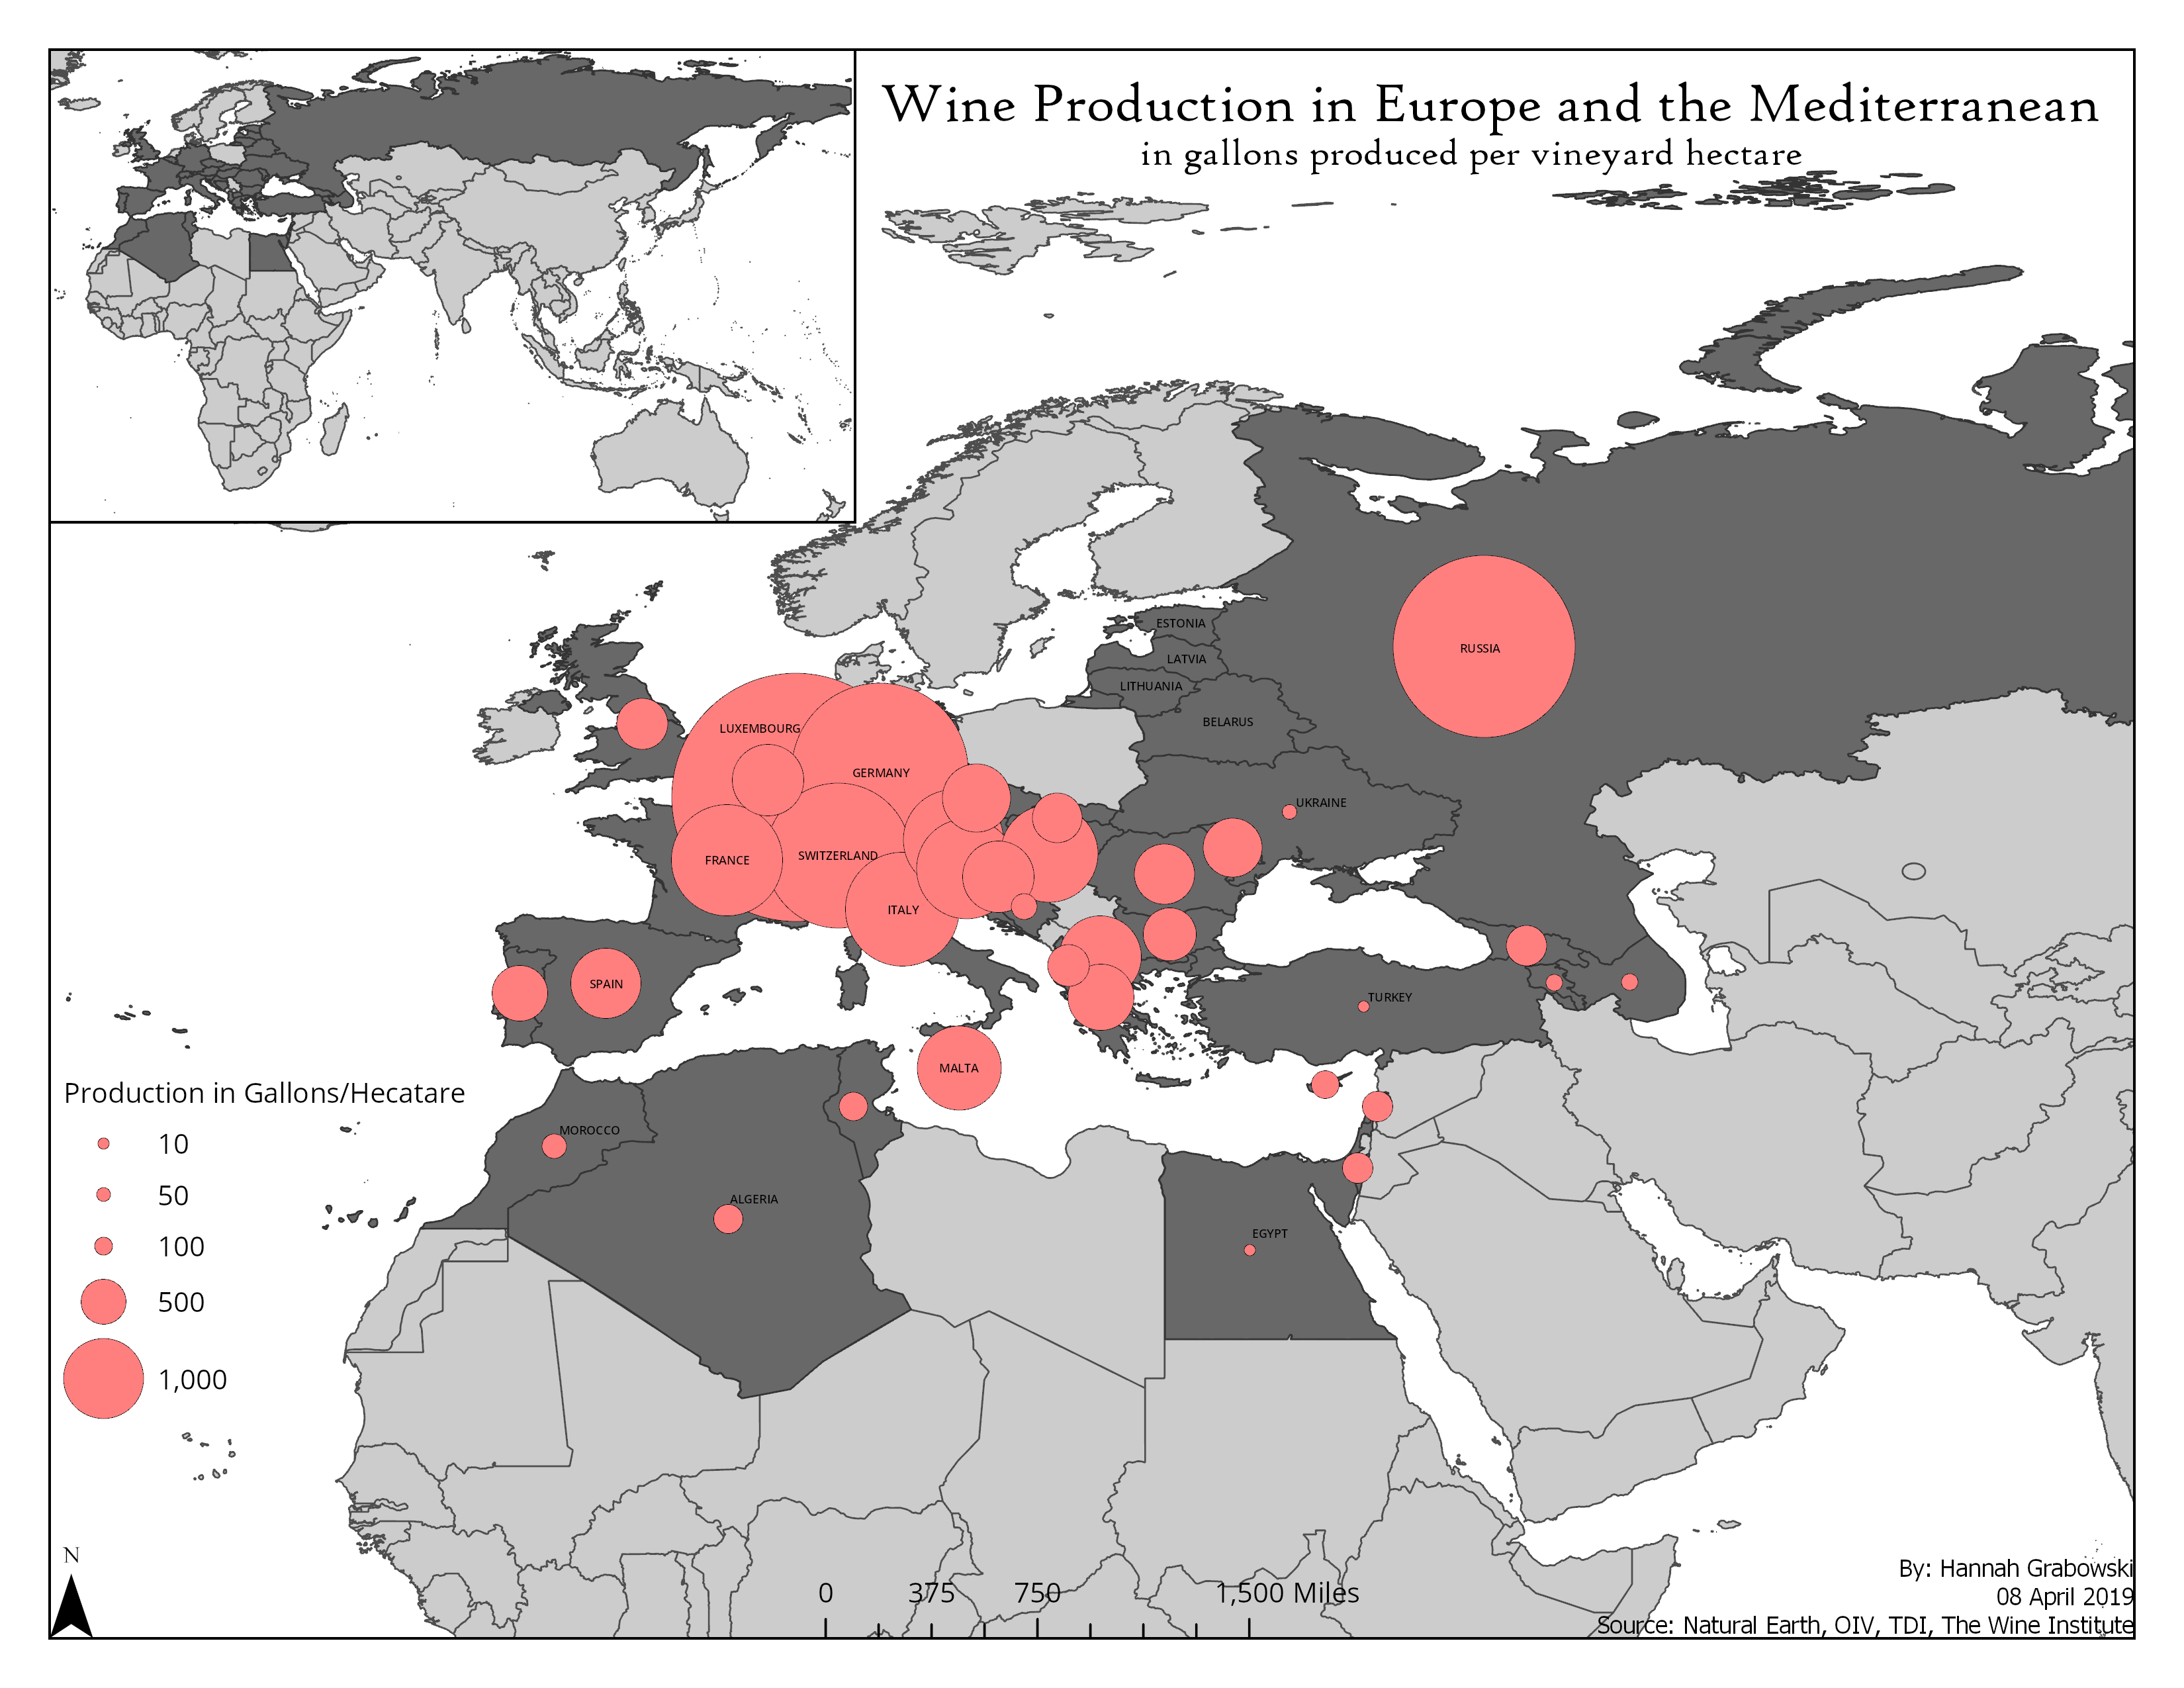 Wine Production in Europe and the Mediterranean
in gallons produced per vineyard hectare
ESTONIA
RUSSIA
LATVIA
LITHUANIA
BELARUS
LUXEMBOURG
GERMANY
UKRAINE
SWITZERLAND
FRANCE
ITALY
SPAIN
TURKEY
MALTA
MOROCCO
ALGERIA
EGYPT
Production in Gallons/Hecatare
10
50
100
500
1,000
N
0 375 750 1,500 Miles
By: Hannah Grabowski
08 April 2019
Source: Natural Earth, OIV, TDI, The Wine Institute